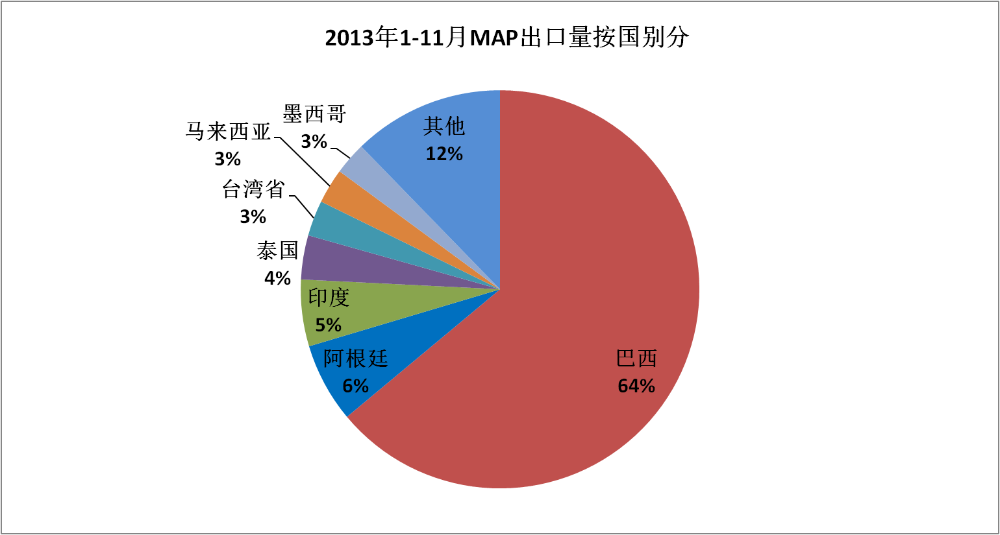 2013年1-11月MAP出口量按国别分
墨西哥
3%
其他
12%
马来西亚
3%
台湾省
3%
泰国
4%
印度
5%
阿根廷
6%
巴西
64%